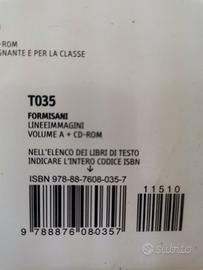 -ROM
GNANTE E PER LA CLASSE
T035
FORMISANI
LINEEIMMAGINI
VOLUME A + CD-ROM
NELL'ELENCO DEI LIBRI DI TESTO
INDICARE L'INTERO CODICE ISBN
ISBN 978-88-7608-035-7
11510
9 788876 080357
subito